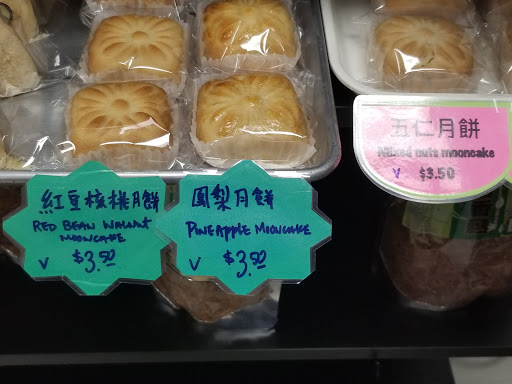 紅豆核桃月餅
RED BEAN WALNUT
MOONCAKE
V $3.50
鳳梨月餅
PINEAPPLE MOONCAKE
V $3.50
五仁月餅
Mixed nuts mooncake
V $3.50